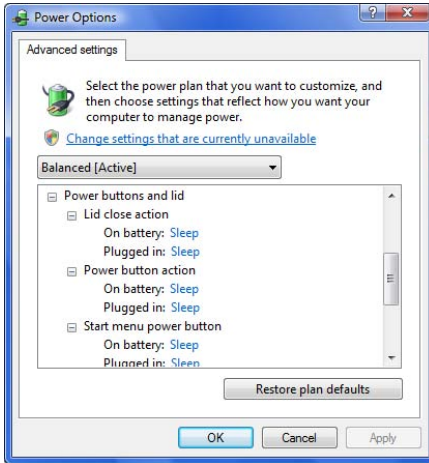 Power Options
Advanced settings
Select the power plan that you want to customize, and
then choose settings that reflect how you want your
computer to manage power.
Change settings that are currently unavailable
Balanced [Active]
Power buttons and lid
Lid close action
On battery: Sleep
Plugged in: Sleep
Power button action
On battery: Sleep
Plugged in: Sleep
Start menu power button
On battery: Sleep
Plugged in: Sleep
Restore plan defaults
OK Cancel Apply